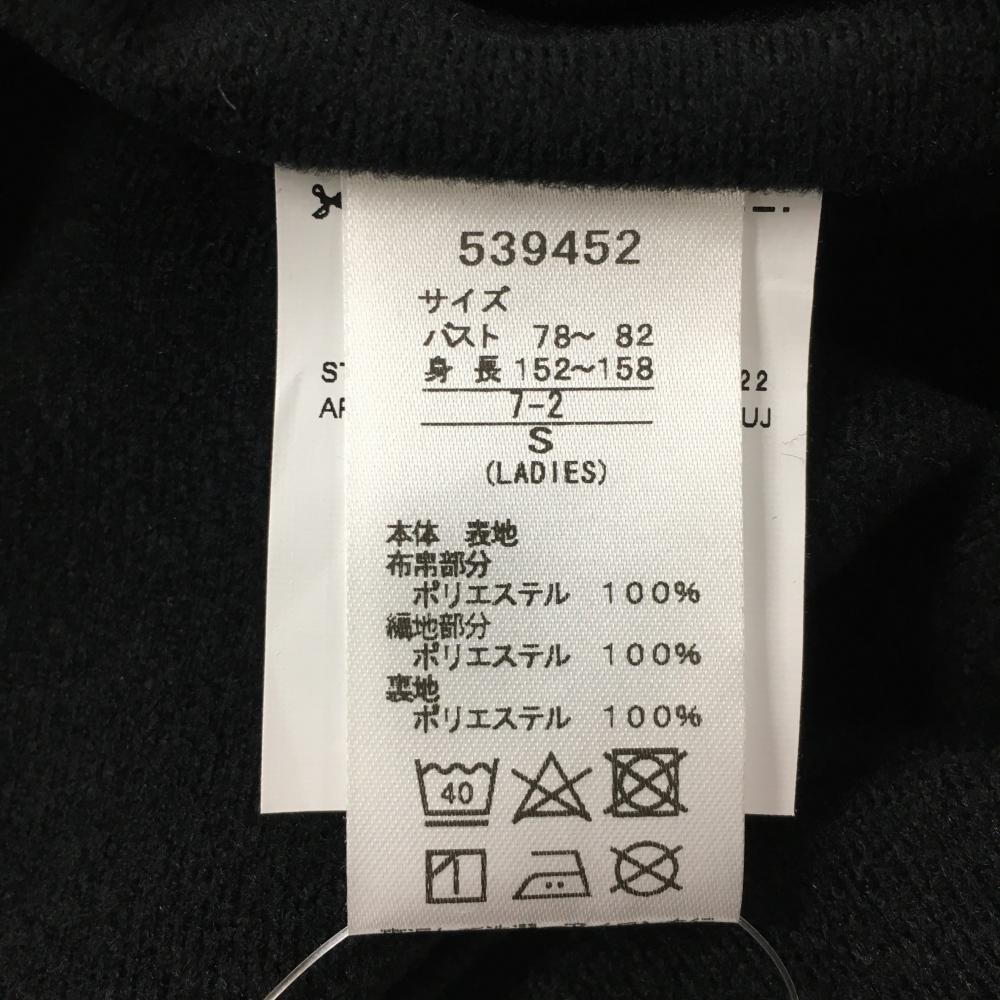 539452
サイズ
バスト 78～ 82
身 長 152～158
7-2
S
(LADIES)
22
UJ
本体 表地
布帛部分
ポリエステル 100%
編地部分
ポリエステル 100%
裏地
ポリエステル 100%
40